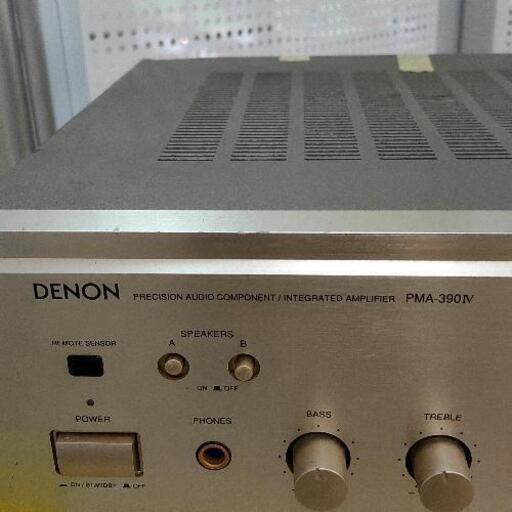 DENON PRECISION AUDIO COMPONENT / INTEGRATED AMPLIFIER PMA-390IV
SPEAKERS
REMOTE SENSOR A B
ON OFF
POWER PHONES BASS TREBLE
ON / STANDBY OFF